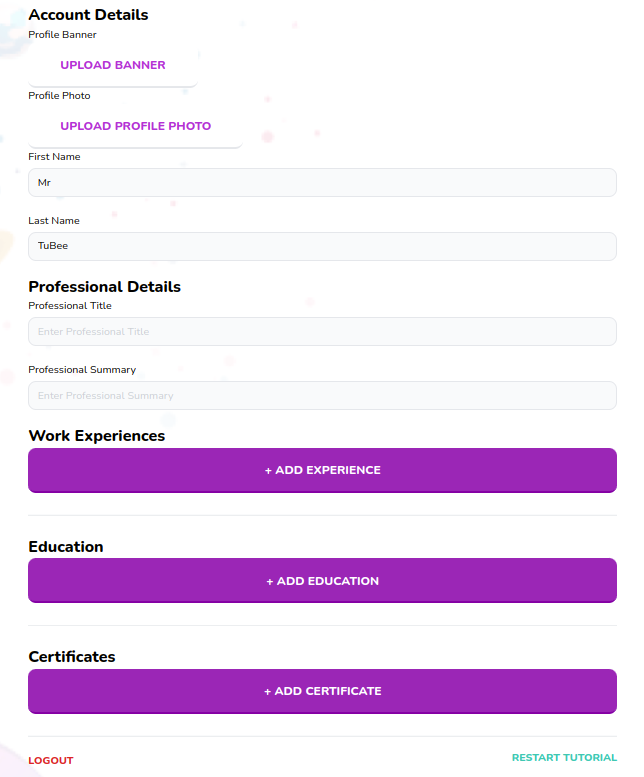 Account Details
Profile Banner
UPLOAD BANNER
Profile Photo
UPLOAD PROFILE PHOTO
First Name
Mr
Last Name
TuBee
Professional Details
Professional Title
Enter Professional Title
Professional Summary
Enter Professional Summary
Work Experiences
+ ADD EXPERIENCE
Education
+ ADD EDUCATION
Certificates
+ ADD CERTIFICATE
LOGOUT
RESTART TUTORIAL